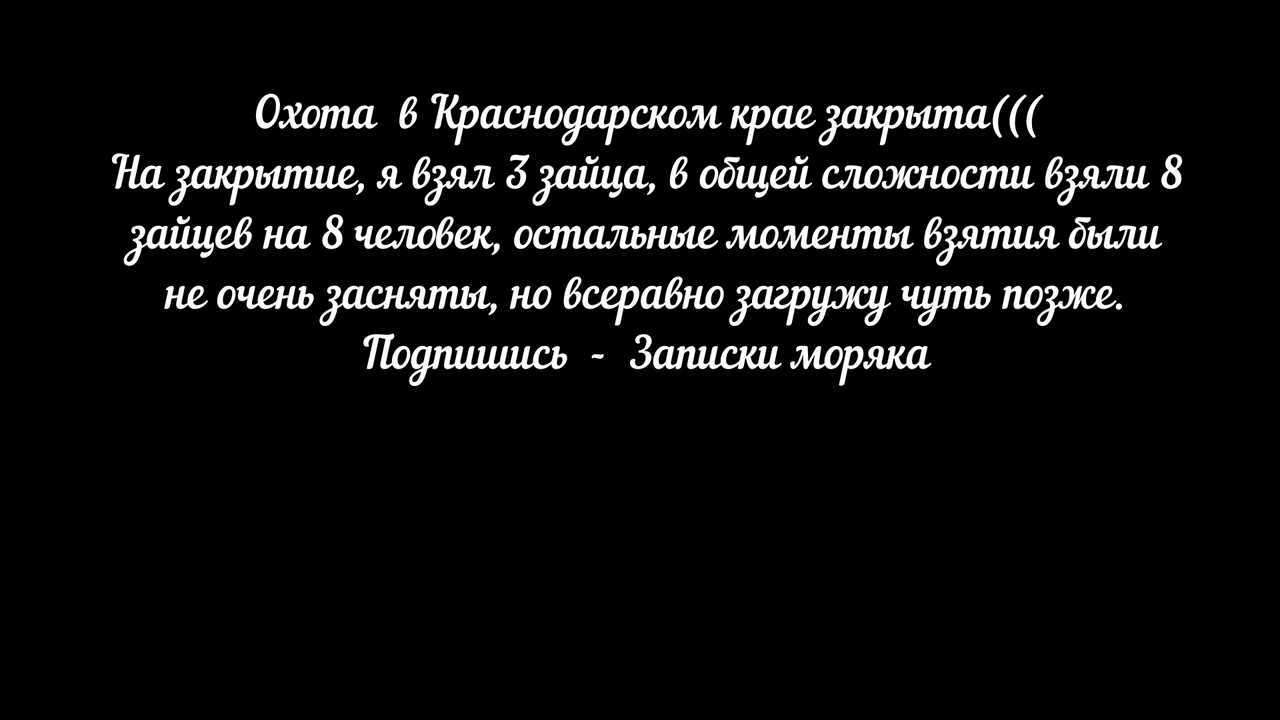 Охота в Краснодарском крае закрыта(((
На закрытие, я взял 3 зайца, в общей сложности взяли 8
зайцев на 8 человек, остальные моменты взятия были
не очень засняты, но всеравно загружу чуть позже.
Подпишись - Записки моряка